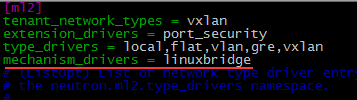 [ml2]
tenant_network_types = vxlan
extension_drivers = port_security
type_drivers = local,flat,vlan,gre,vxlan
mechanism_drivers = linuxbridge
# (ListOpt) List of network type driver entr
# the neutron.ml2.type_drivers namespace.
#